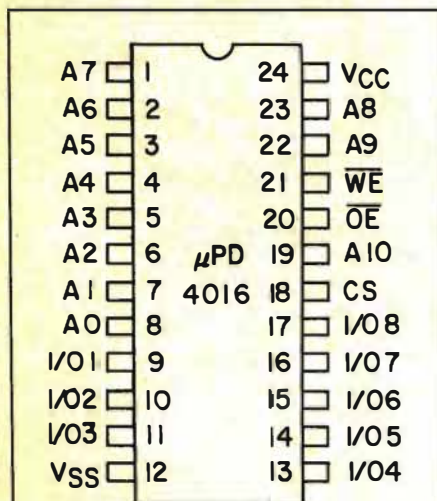 A7 1 24 VCC
A6 2 23 A8
A5 3 22 A9
A4 4 21 W̅E̅
A3 5 20 O̅E̅
A2 6 µPD 19 A10
A1 7 4016 18 CS
A0 8 17 I/O8
I/O1 9 16 I/O7
I/O2 10 15 I/O6
I/O3 11 14 I/O5
VSS 12 13 I/O4